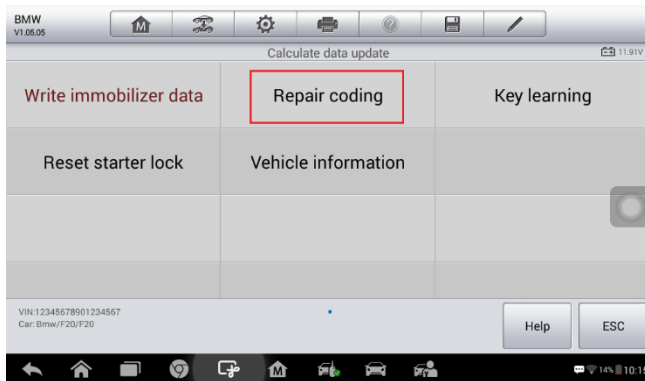 BMW
V1.05.05
Calculate data update
11.91V
Write immobilizer data
Repair coding
Key learning
Reset starter lock
Vehicle information
VIN:12345678901234567
Car: Bmw/F20/F20
Help
ESC
14%